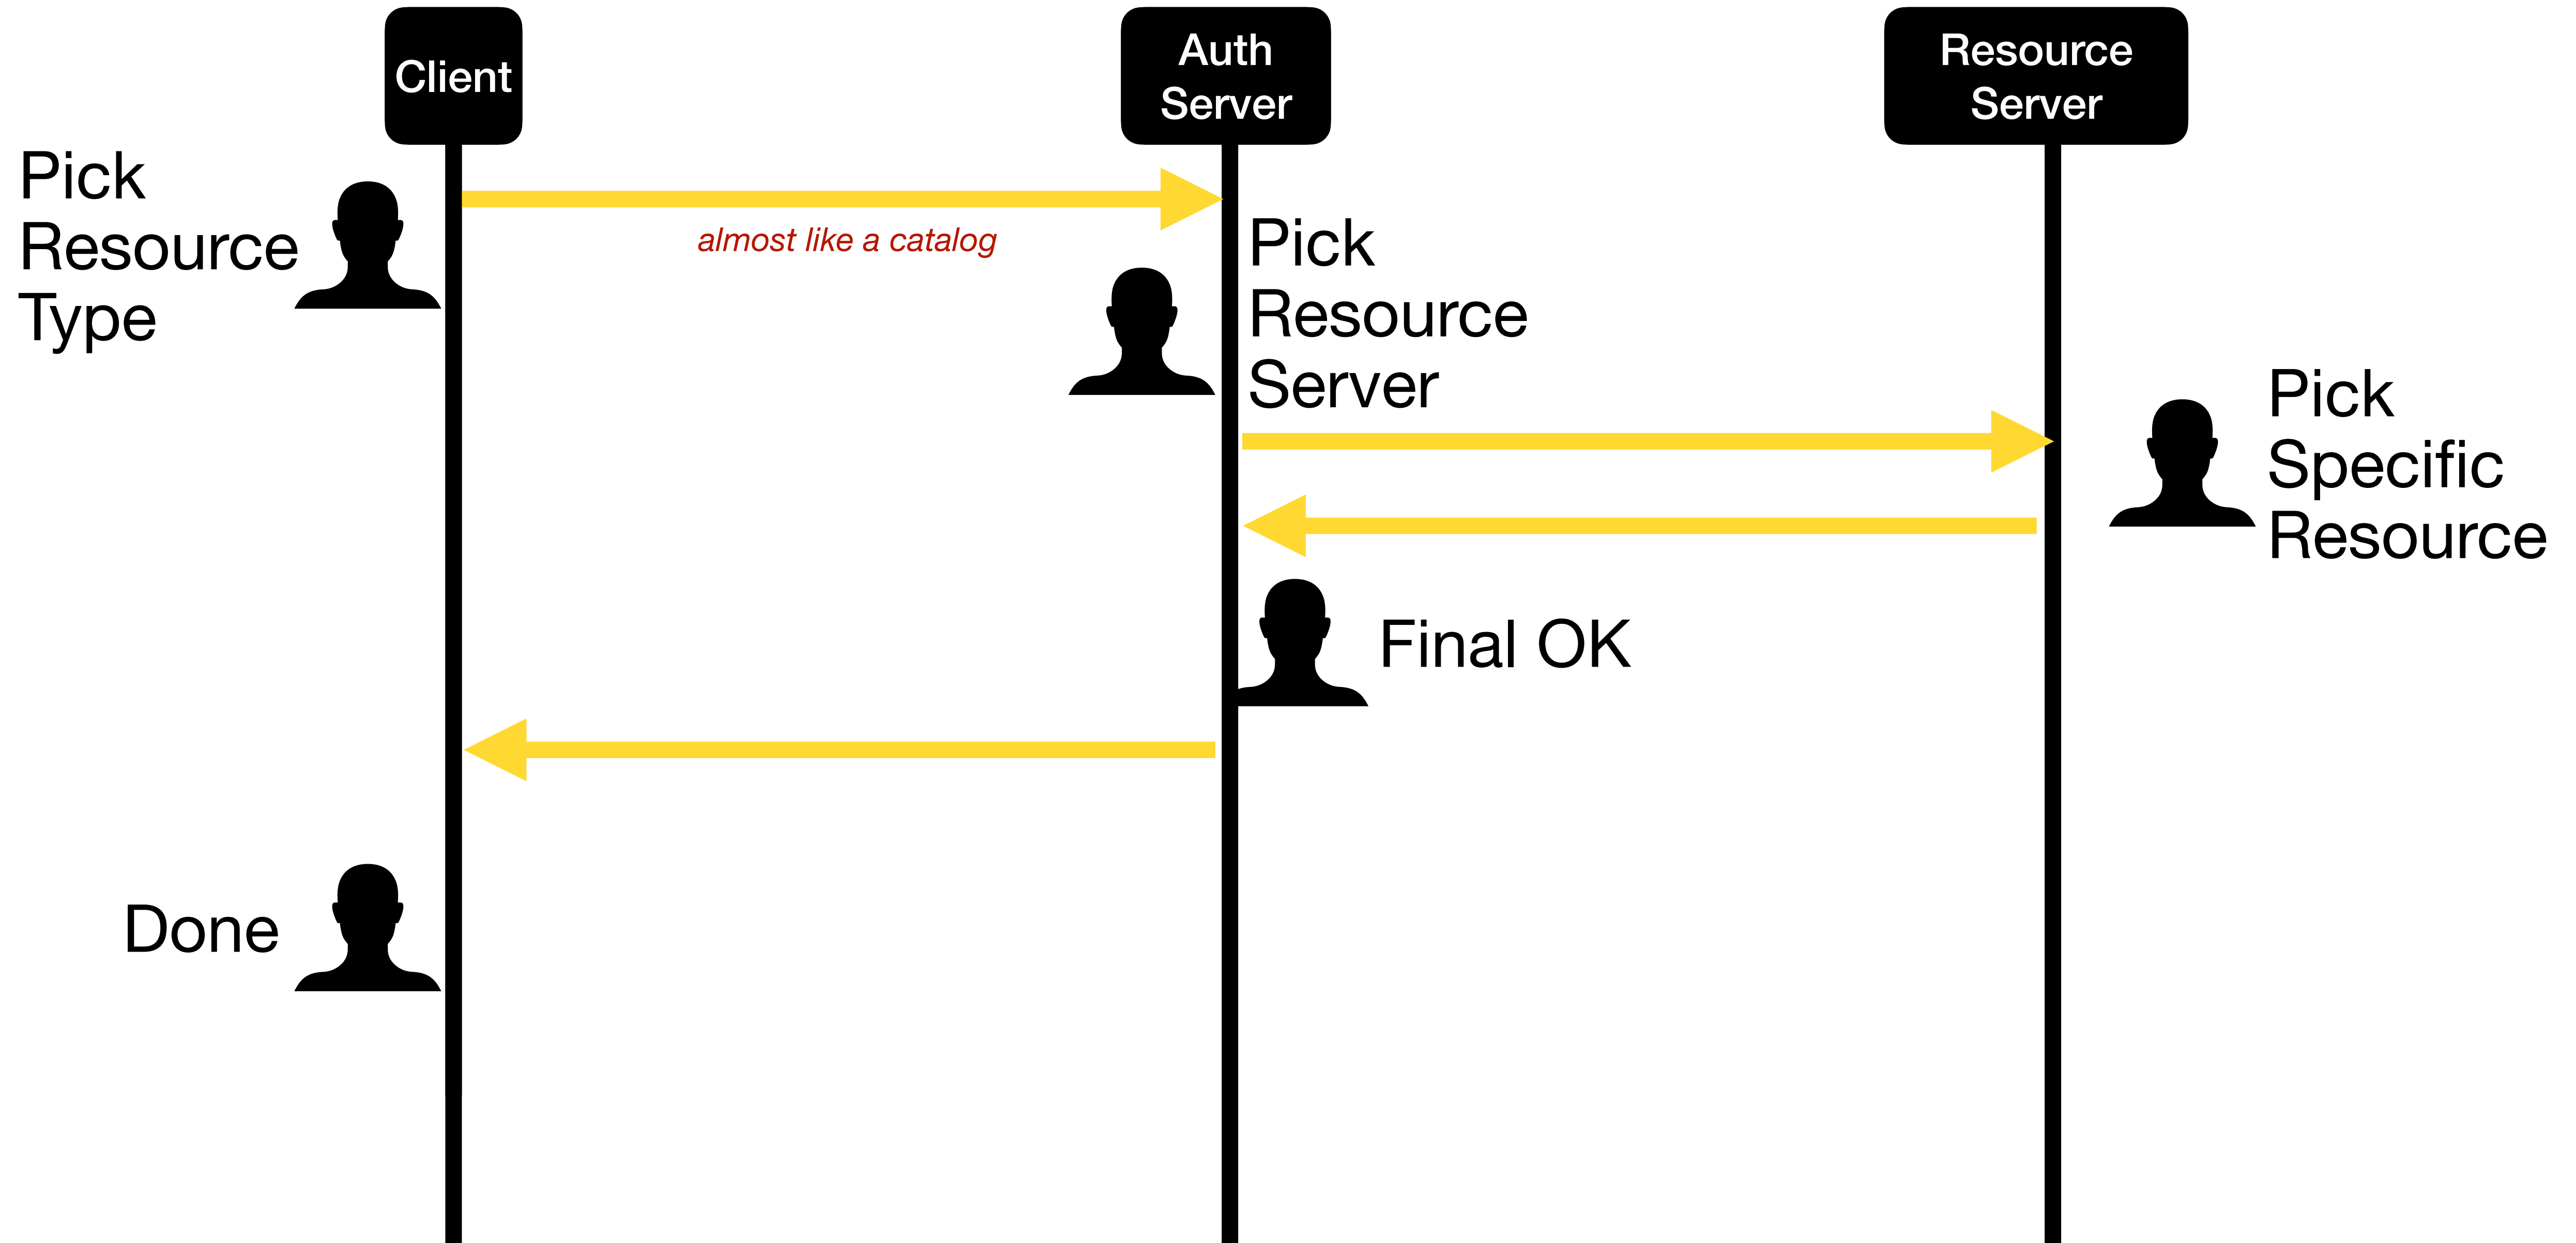 Client
Auth
Server
Resource
Server
Pick
Resource
Type
almost like a catalog
Pick
Resource
Server
Pick
Specific
Resource
Final OK
Done